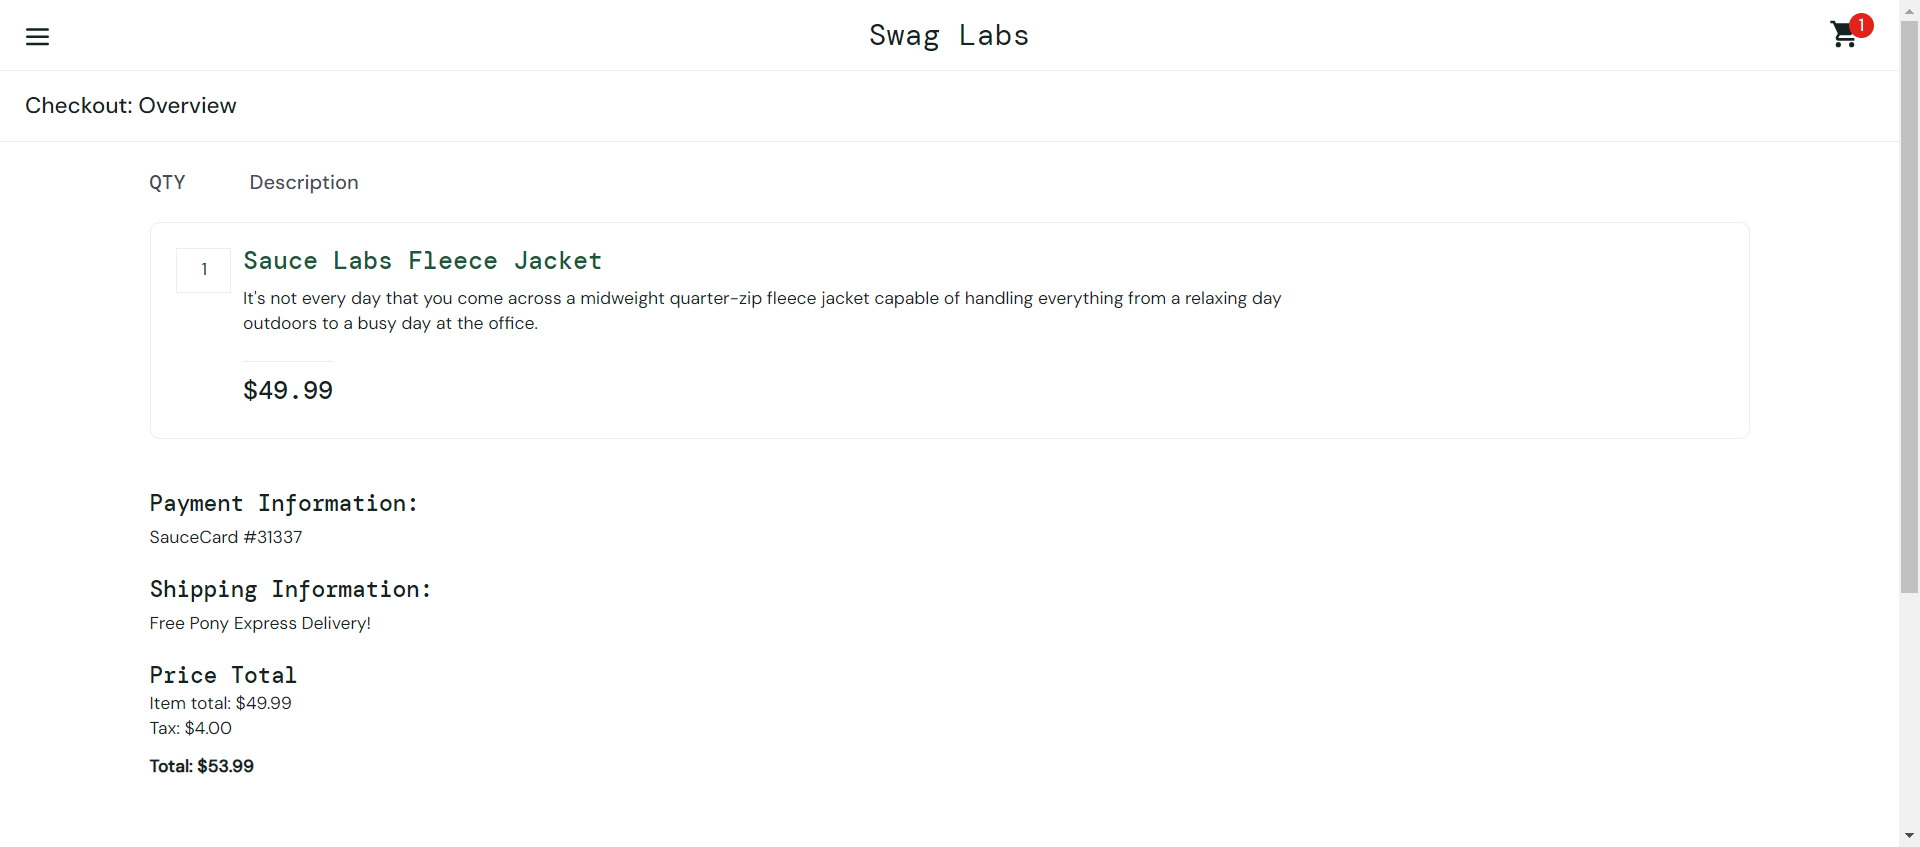 Swag Labs
1
Checkout: Overview
QTY Description
1
Sauce Labs Fleece Jacket
It's not every day that you come across a midweight quarter-zip fleece jacket capable of handling everything from a relaxing day
outdoors to a busy day at the office.
$49.99
Payment Information:
SauceCard #31337
Shipping Information:
Free Pony Express Delivery!
Price Total
Item total: $49.99
Tax: $4.00
Total: $53.99